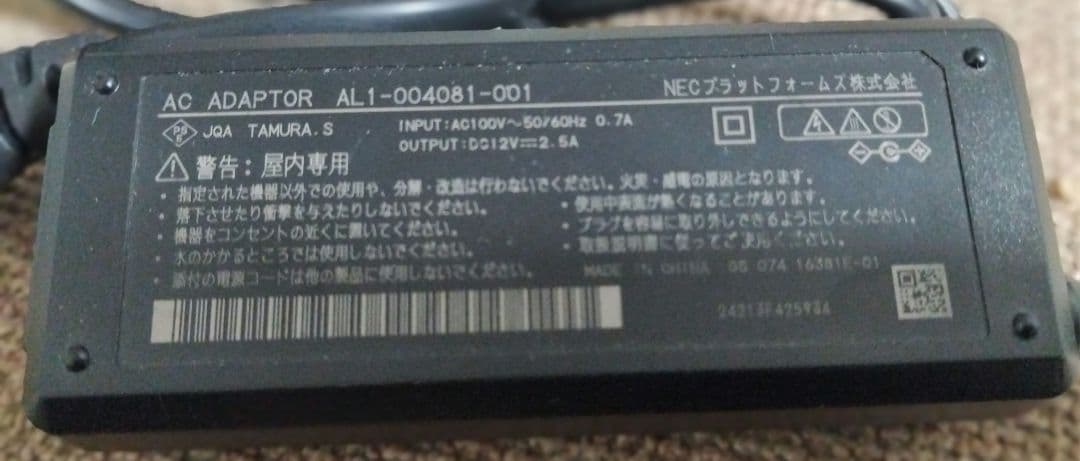 AC ADAPTOR AL1-004081-001
NECプラットフォームズ株式会社
PS
E
JQA TAMURA.S
INPUT:AC100V～50/60Hz 0.7A
OUTPUT:DC12V⎓2.5A
警告:屋内専用
・指定された機器以外での使用や、分解・改造は行わないでください。火災・感電の原因となります。
・落下させたり衝撃を与えたりしないでください。
・機器をコンセントの近くに置いてください。
・水のかかるところでは使用しないでください。
・添付の電源コードは他の製品に使用しないでください。
・使用中表面が熱くなることがあります。
・プラグを容易に取り外しできるようにしてください。
・取扱説明書に従ってご使用ください。
MADE IN CHINA 0G 074 16381E-01